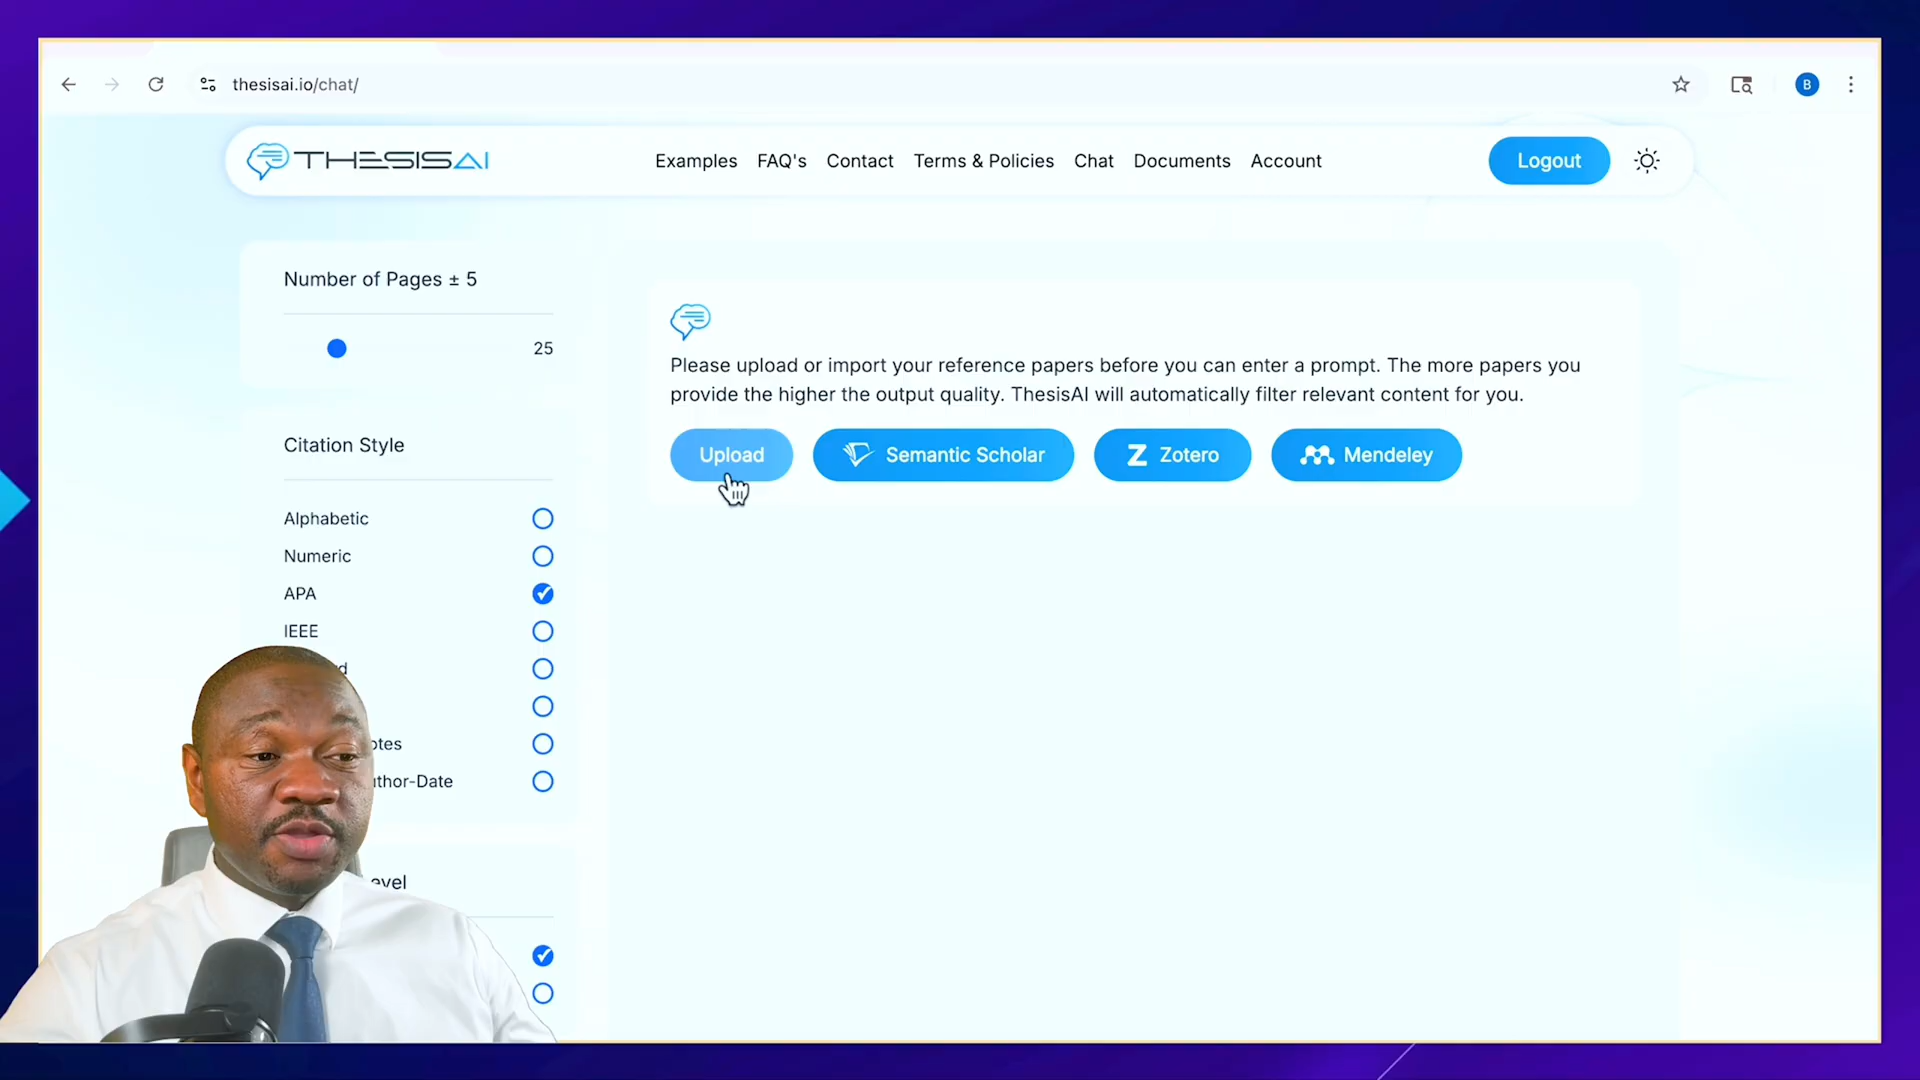 thesisai.io/chat/
B
THESISAI
Examples FAQ's Contact Terms & Policies Chat Documents Account Logout
Number of Pages ± 5
25
Citation Style
Alphabetic
Numeric
APA
IEEE
Please upload or import your reference papers before you can enter a prompt. The more papers you
provide the higher the output quality. ThesisAI will automatically filter relevant content for you.
Upload Semantic Scholar Z Zotero Mendeley